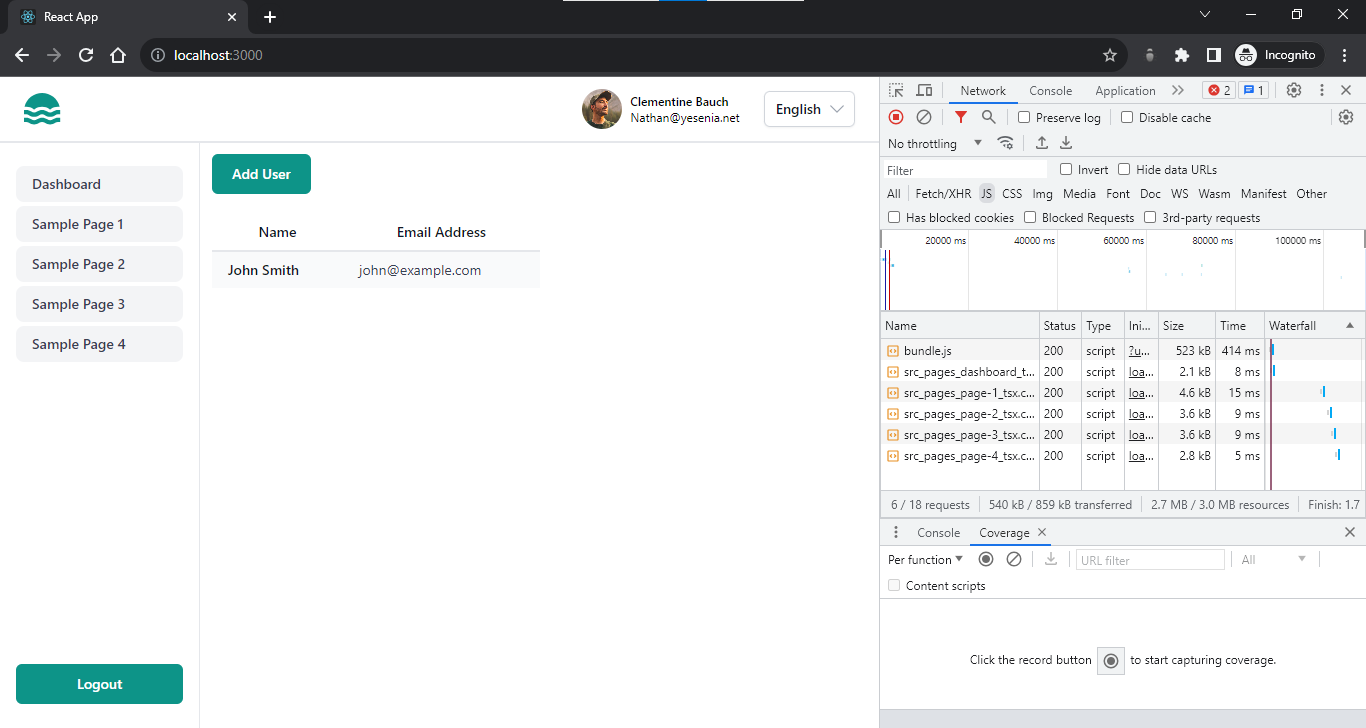 React App
localhost:3000
Incognito
Clementine Bauch
Nathan@yesenia.net
English
Dashboard
Sample Page 1
Sample Page 2
Sample Page 3
Sample Page 4
Logout
Add User
Name Email Address
John Smith john@example.com
Network Console Application 2 1
Preserve log Disable cache
No throttling
Filter Invert Hide data URLs
All Fetch/XHR JS CSS Img Media Font Doc WS Wasm Manifest Other
Has blocked cookies Blocked Requests 3rd-party requests
20000 ms 40000 ms 60000 ms 80000 ms 100000 ms
Name Status Type Ini... Size Time Waterfall
bundle.js 200 script ?u... 523 kB 414 ms
src_pages_dashboard_t... 200 script loa... 2.1 kB 8 ms
src_pages_page-1_tsx.c... 200 script loa... 4.6 kB 15 ms
src_pages_page-2_tsx.c... 200 script loa... 3.6 kB 9 ms
src_pages_page-3_tsx.c... 200 script loa... 3.6 kB 9 ms
src_pages_page-4_tsx.c... 200 script loa... 2.8 kB 5 ms
6 / 18 requests 540 kB / 859 kB transferred 2.7 MB / 3.0 MB resources Finish: 1.7
Console Coverage
Per function URL filter All
Content scripts
Click the record button to start capturing coverage.